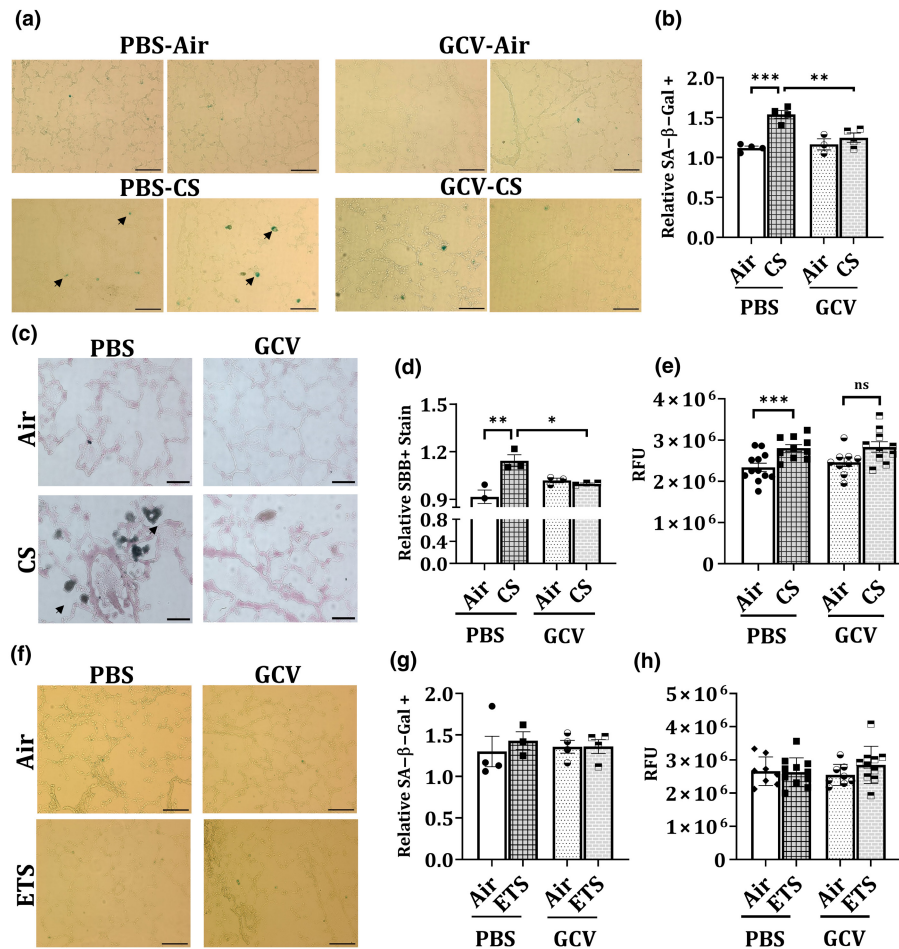 (a)
PBS-Air
GCV-Air
PBS-CS
GCV-CS
(b)
Relative SA-β-Gal +
2.0
1.5
1.0
0.5
0.0
***
**
Air
CS
Air
CS
PBS
GCV
(c)
PBS
GCV
Air
CS
(d)
Relative SBB+ Stain
1.5
1.2
0.9
0.8
0.4
0.0
**
*
Air
CS
Air
CS
PBS
GCV
(e)
RFU
4×10⁶
3×10⁶
2×10⁶
1×10⁶
0
***
ns
Air
CS
Air
CS
PBS
GCV
(f)
PBS
GCV
Air
ETS
(g)
Relative SA-β-Gal +
2.0
1.5
1.0
0.5
0.0
Air
ETS
Air
ETS
PBS
GCV
(h)
RFU
5×10⁶
4×10⁶
3×10⁶
2×10⁶
1×10⁶
0
Air
ETS
Air
ETS
PBS
GCV